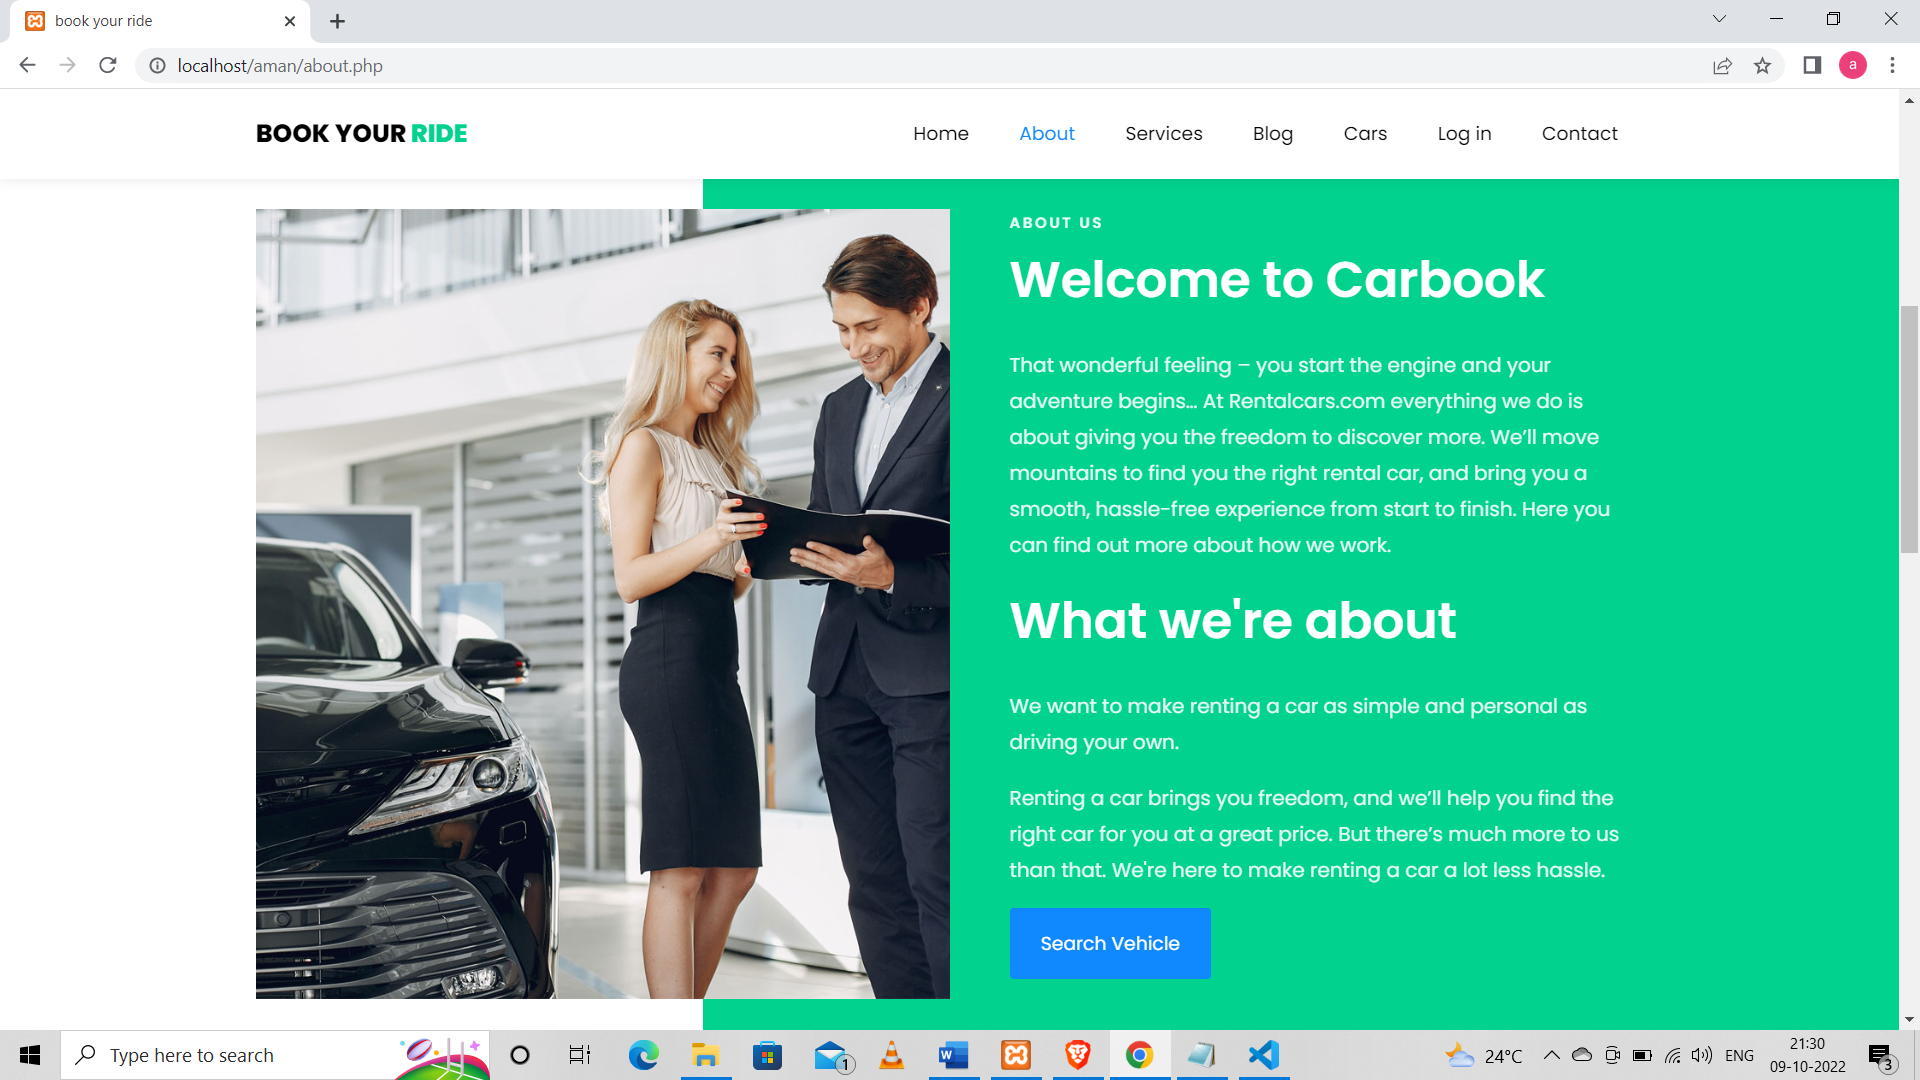 book your ride
localhost/aman/about.php
a
BOOK YOUR RIDE
Home About Services Blog Cars Log in Contact
ABOUT US
Welcome to Carbook
That wonderful feeling – you start the engine and your
adventure begins... At Rentalcars.com everything we do is
about giving you the freedom to discover more. We’ll move
mountains to find you the right rental car, and bring you a
smooth, hassle-free experience from start to finish. Here you
can find out more about how we work.
What we're about
We want to make renting a car as simple and personal as
driving your own.
Renting a car brings you freedom, and we’ll help you find the
right car for you at a great price. But there’s much more to us
than that. We're here to make renting a car a lot less hassle.
Search Vehicle
Type here to search
1
24°C
ENG
21:30
09-10-2022
3